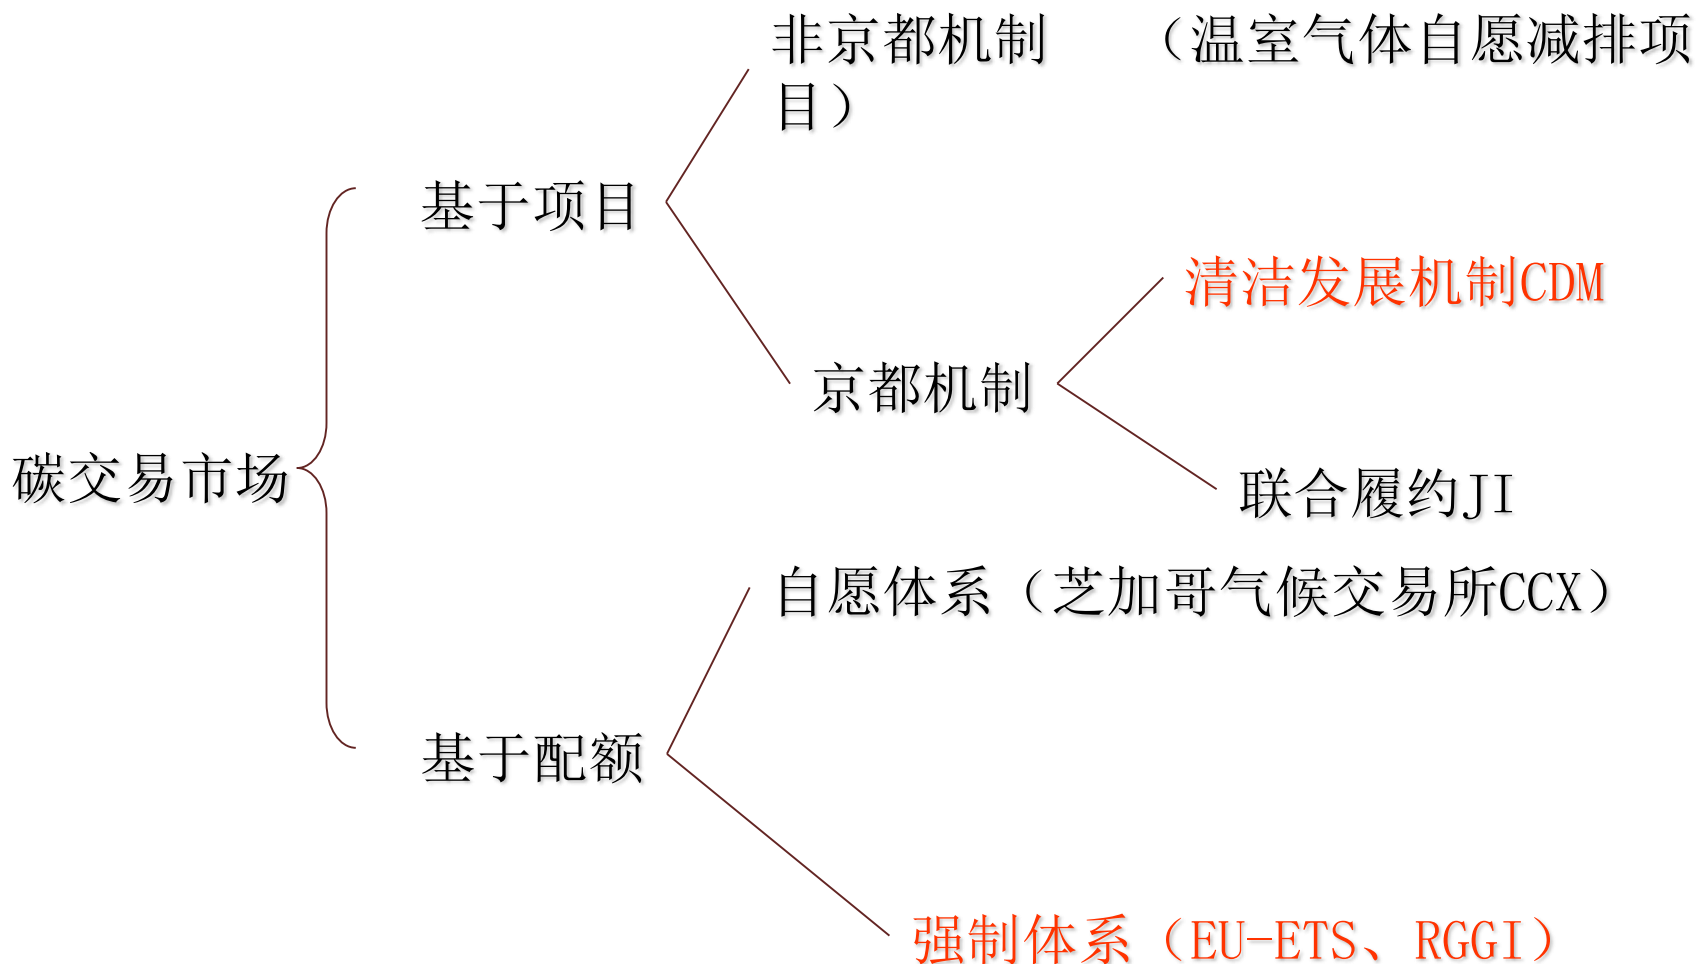 非京都机制 （温室气体自愿减排项
目）
基于项目
清洁发展机制CDM
京都机制
碳交易市场
联合履约JI
自愿体系（芝加哥气候交易所CCX）
基于配额
强制体系（EU-ETS、RGGI）